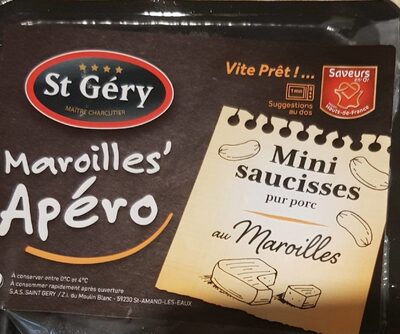 St Géry
MAÎTRE CHARCUTIER
Maroilles'
Apéro
Vite Prêt !...
1 min
Suggestions
au dos
Saveurs
en Or
Hauts-de-France
Mini
saucisses
pur porc
au Maroilles
À conserver entre 0°C et 4°C
À consommer rapidement après ouverture
S.A.S. SAINT GERY / Z.I. du Moulin Blanc - 59230 St-AMAND-LES-EAUX